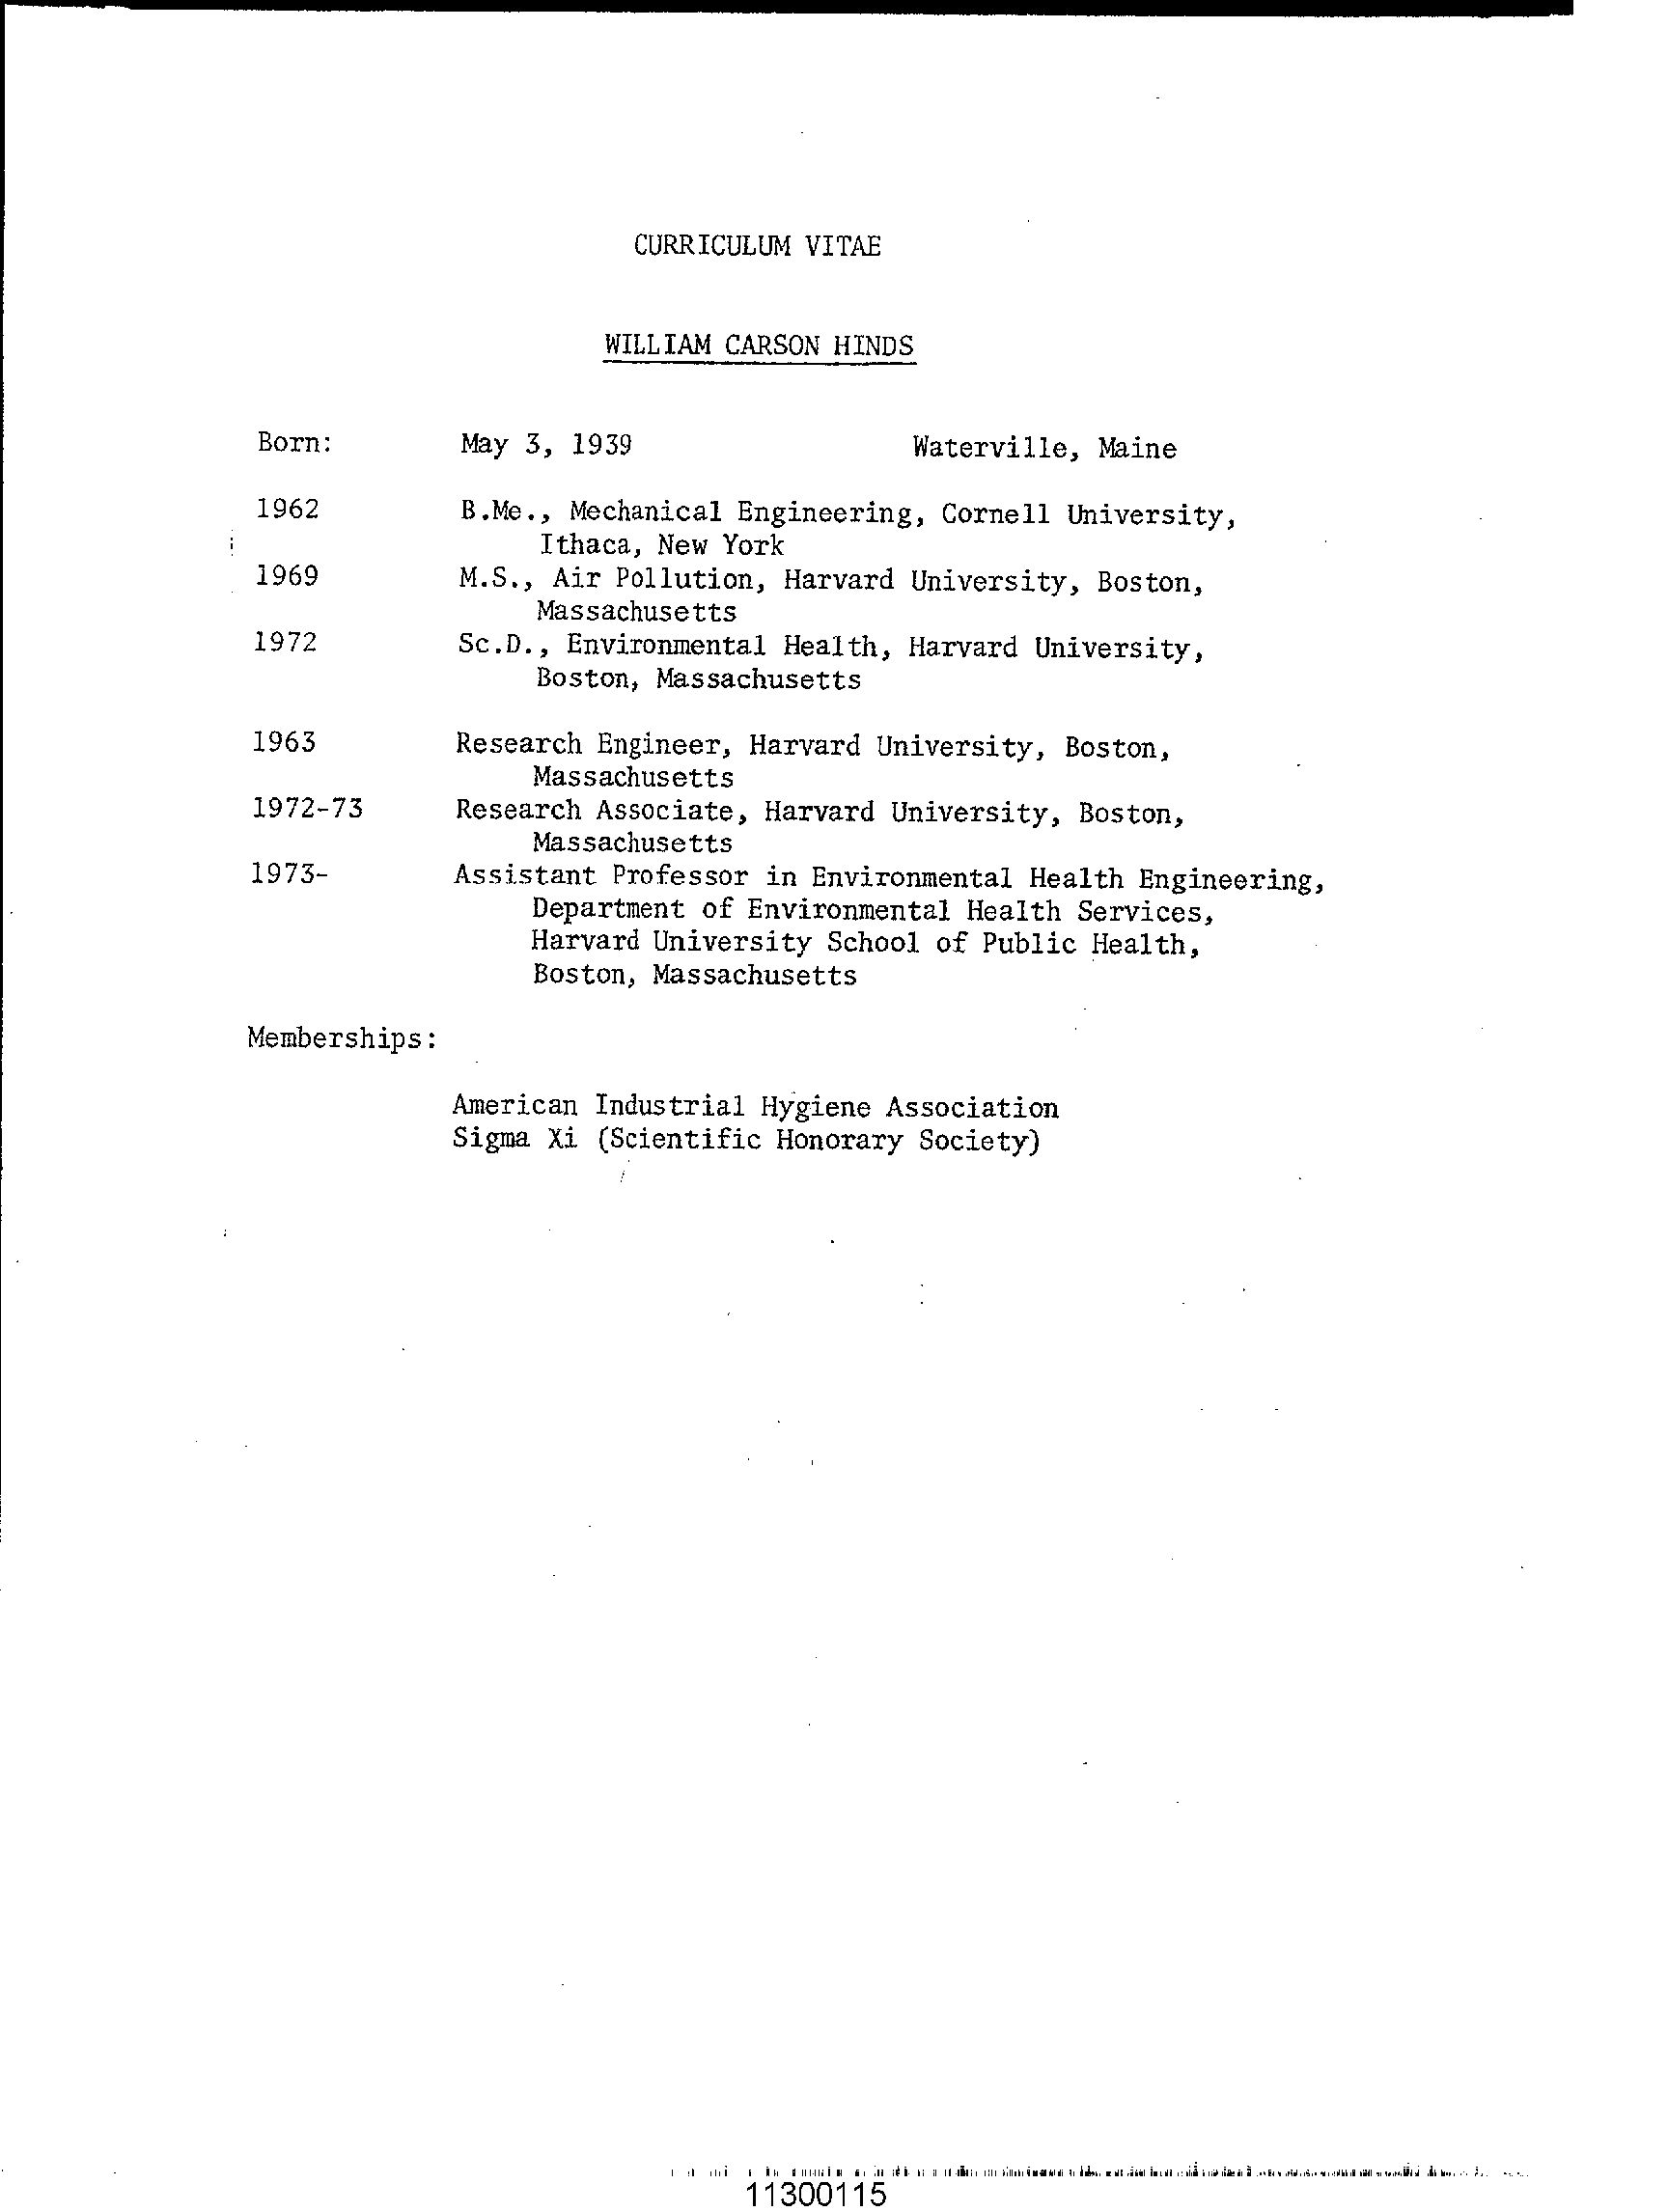 CURRICULUM VITAE
WILLIAM CARSON HINDS
Born: May 3, 1939 Waterville, Maine
1962 B.Me., Mechanical Engineering, Cornell University,
Ithaca, New York
1969 M.S., Air Pollution, Harvard University, Boston,
Massachusetts
1972 Sc.D., Environmental Health, Harvard University,
Boston, Massachusetts
1963 Research Engineer, Harvard University, Boston,
Massachusetts
1972-73 Research Associate, Harvard University, Boston,
Massachusetts
1973- Assistant Professor in Environmental Health Engineering,
Department of Environmental Health Services,
Harvard University School of Public Health,
Boston, Massachusetts
Memberships:
American Industrial Hygiene Association
Sigma Xi (Scientific Honorary Society)
11300115